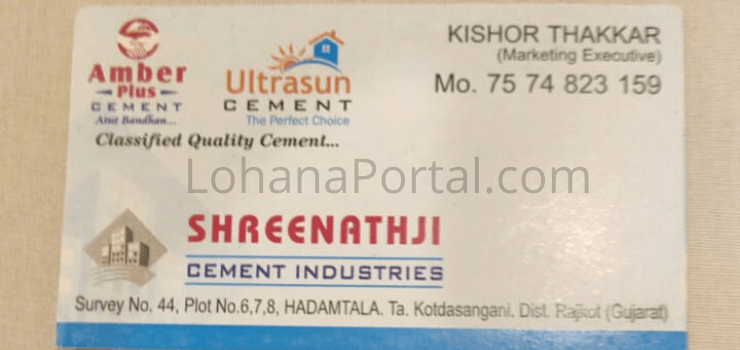 KISHOR THAKKAR
(Marketing Executive)
Mo. 75 74 823 159
Amber
Plus
CEMENT
Atut Bandhan...
Ultrasun
CEMENT
The Perfect Choice
Classified Quality Cement...
LohanaPortal.com
SHREENATHJI
CEMENT INDUSTRIES
Survey No. 44, Plot No.6,7,8, HADAMTALA. Ta. Kotdasangani. Dist. Rajkot (Gujarat)